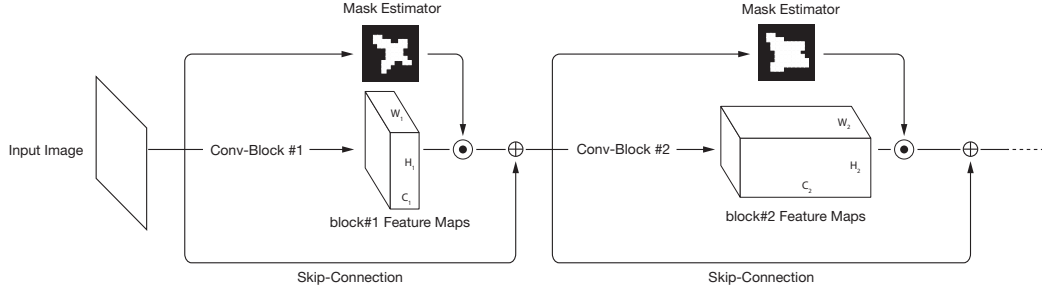 Mask Estimator
Mask Estimator
Input Image
Conv-Block #1
W1
H1
C1
Conv-Block #2
W2
H2
C2
block#1 Feature Maps
block#2 Feature Maps
Skip-Connection
Skip-Connection